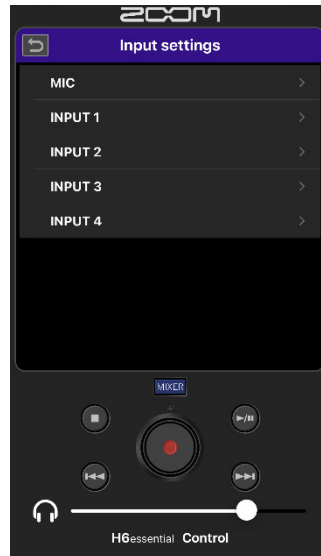 ZOOM
Input settings
MIC
INPUT 1
INPUT 2
INPUT 3
INPUT 4
MIXER
H6essential Control